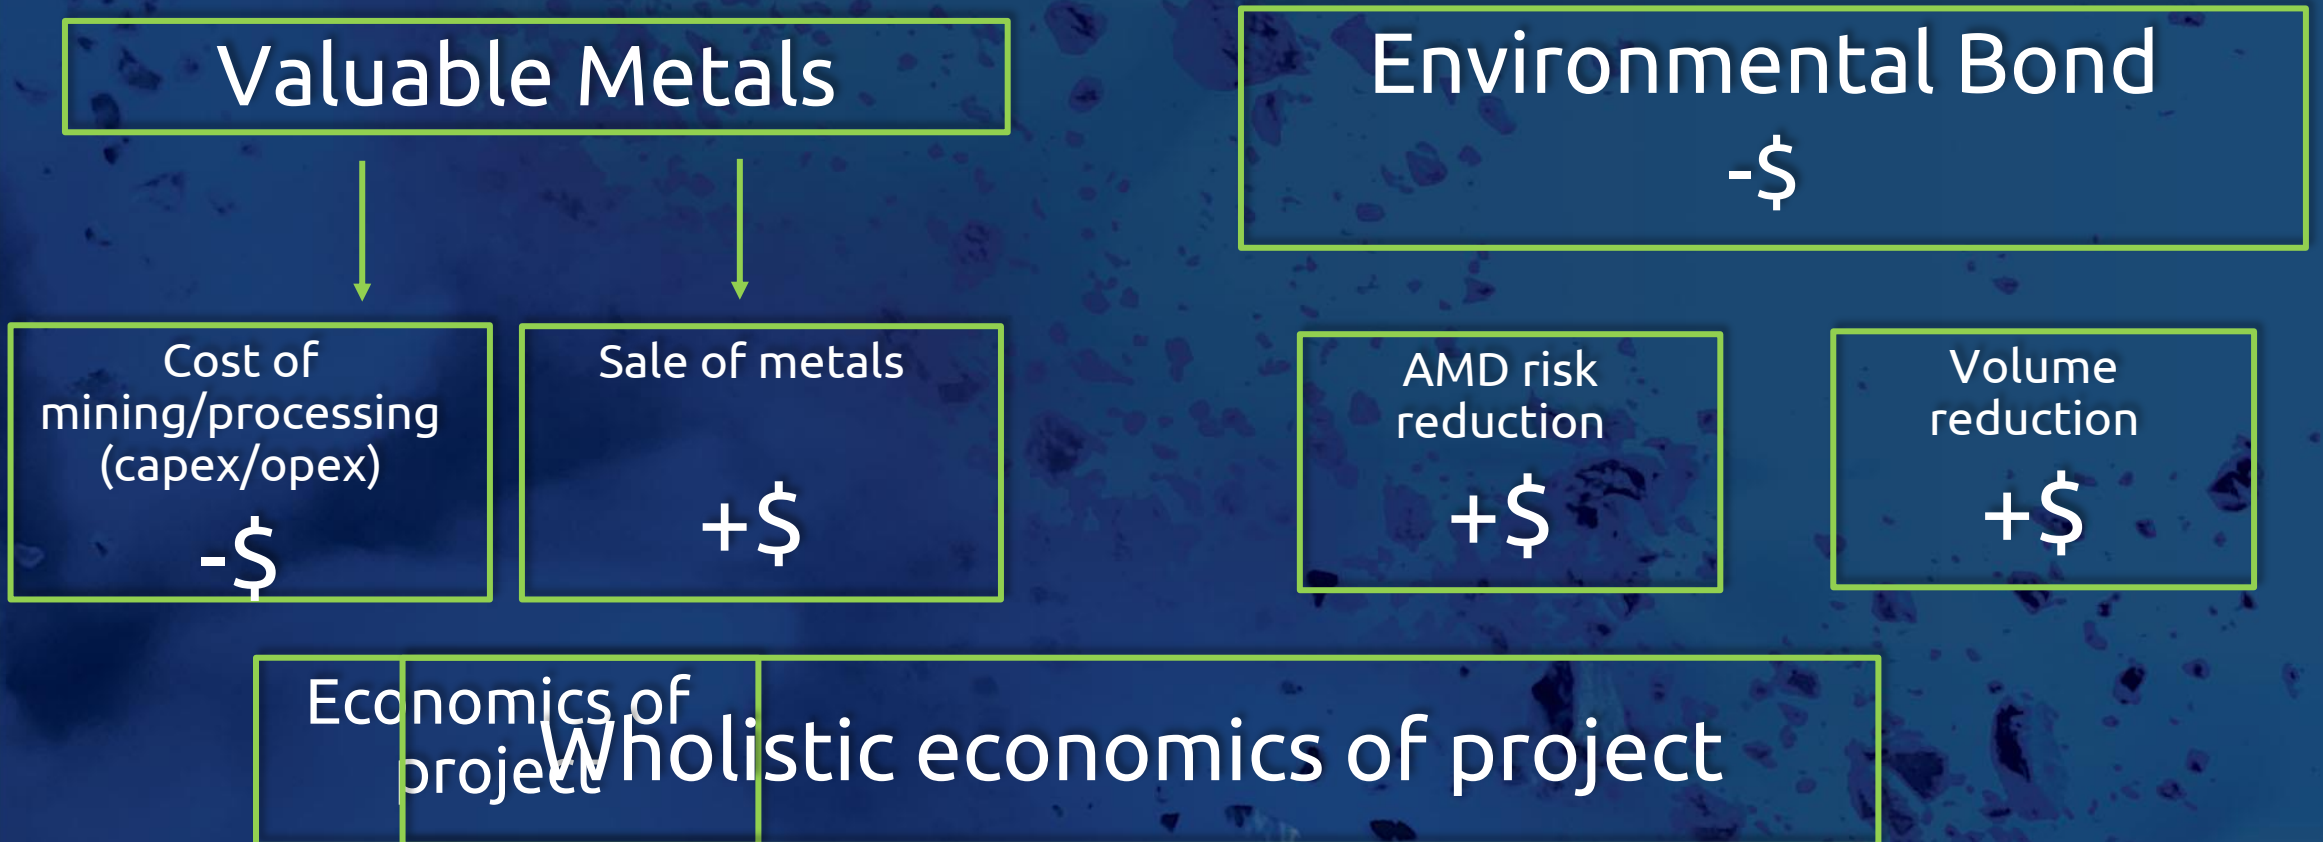 Valuable Metals
Environmental Bond
-$
Cost of
mining/processing
(capex/opex)
-$
Sale of metals
+$
AMD risk
reduction
+$
Volume
reduction
+$
Economics of
project
Wholistic economics of project